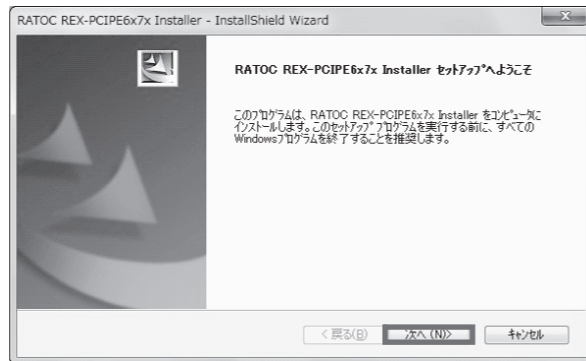 RATOC REX-PCIPE6x7x Installer - InstallShield Wizard
RATOC REX-PCIPE6x7x Installer ｾｯﾄｱｯﾌﾟへようこそ
このﾌﾟﾛｸﾞﾗﾑは、RATOC REX-PCIPE6x7x Installer をｺﾝﾋﾟｭｰﾀに
ｲﾝｽﾄｰﾙします。このｾｯﾄｱｯﾌﾟ ﾌﾟﾛｸﾞﾗﾑを実行する前に、すべての
Windowsﾌﾟﾛｸﾞﾗﾑを終了することを推奨します。
< 戻る(B) 次へ (N)> ｷｬﾝｾﾙ